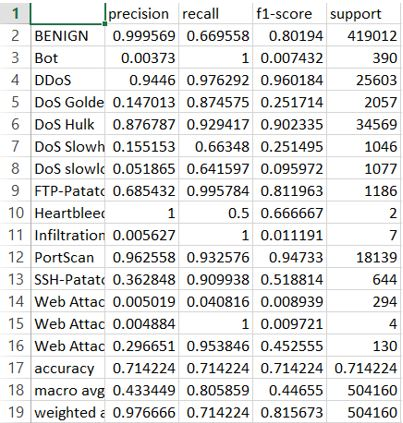 1 precision recall f1-score support
2 BENIGN 0.999569 0.669558 0.80194 419012
3 Bot 0.00373 1 0.007432 390
4 DDoS 0.9446 0.976292 0.960184 25603
5 DoS Golde 0.147013 0.874575 0.251714 2057
6 DoS Hulk 0.876787 0.929417 0.902335 34569
7 DoS Slowh 0.155153 0.66348 0.251495 1046
8 DoS slowlo 0.051865 0.641597 0.095972 1077
9 FTP-Patato 0.685432 0.995784 0.811963 1186
10 Heartbleed 1 0.5 0.666667 2
11 Infiltration 0.005627 1 0.011191 7
12 PortScan 0.962558 0.932576 0.94733 18139
13 SSH-Patato 0.362848 0.909938 0.518814 644
14 Web Attac 0.005019 0.040816 0.008939 294
15 Web Attac 0.004884 1 0.009721 4
16 Web Attac 0.296651 0.953846 0.452555 130
17 accuracy 0.714224 0.714224 0.714224 0.714224
18 macro avg 0.433449 0.805859 0.44655 504160
19 weighted a 0.976666 0.714224 0.815673 504160